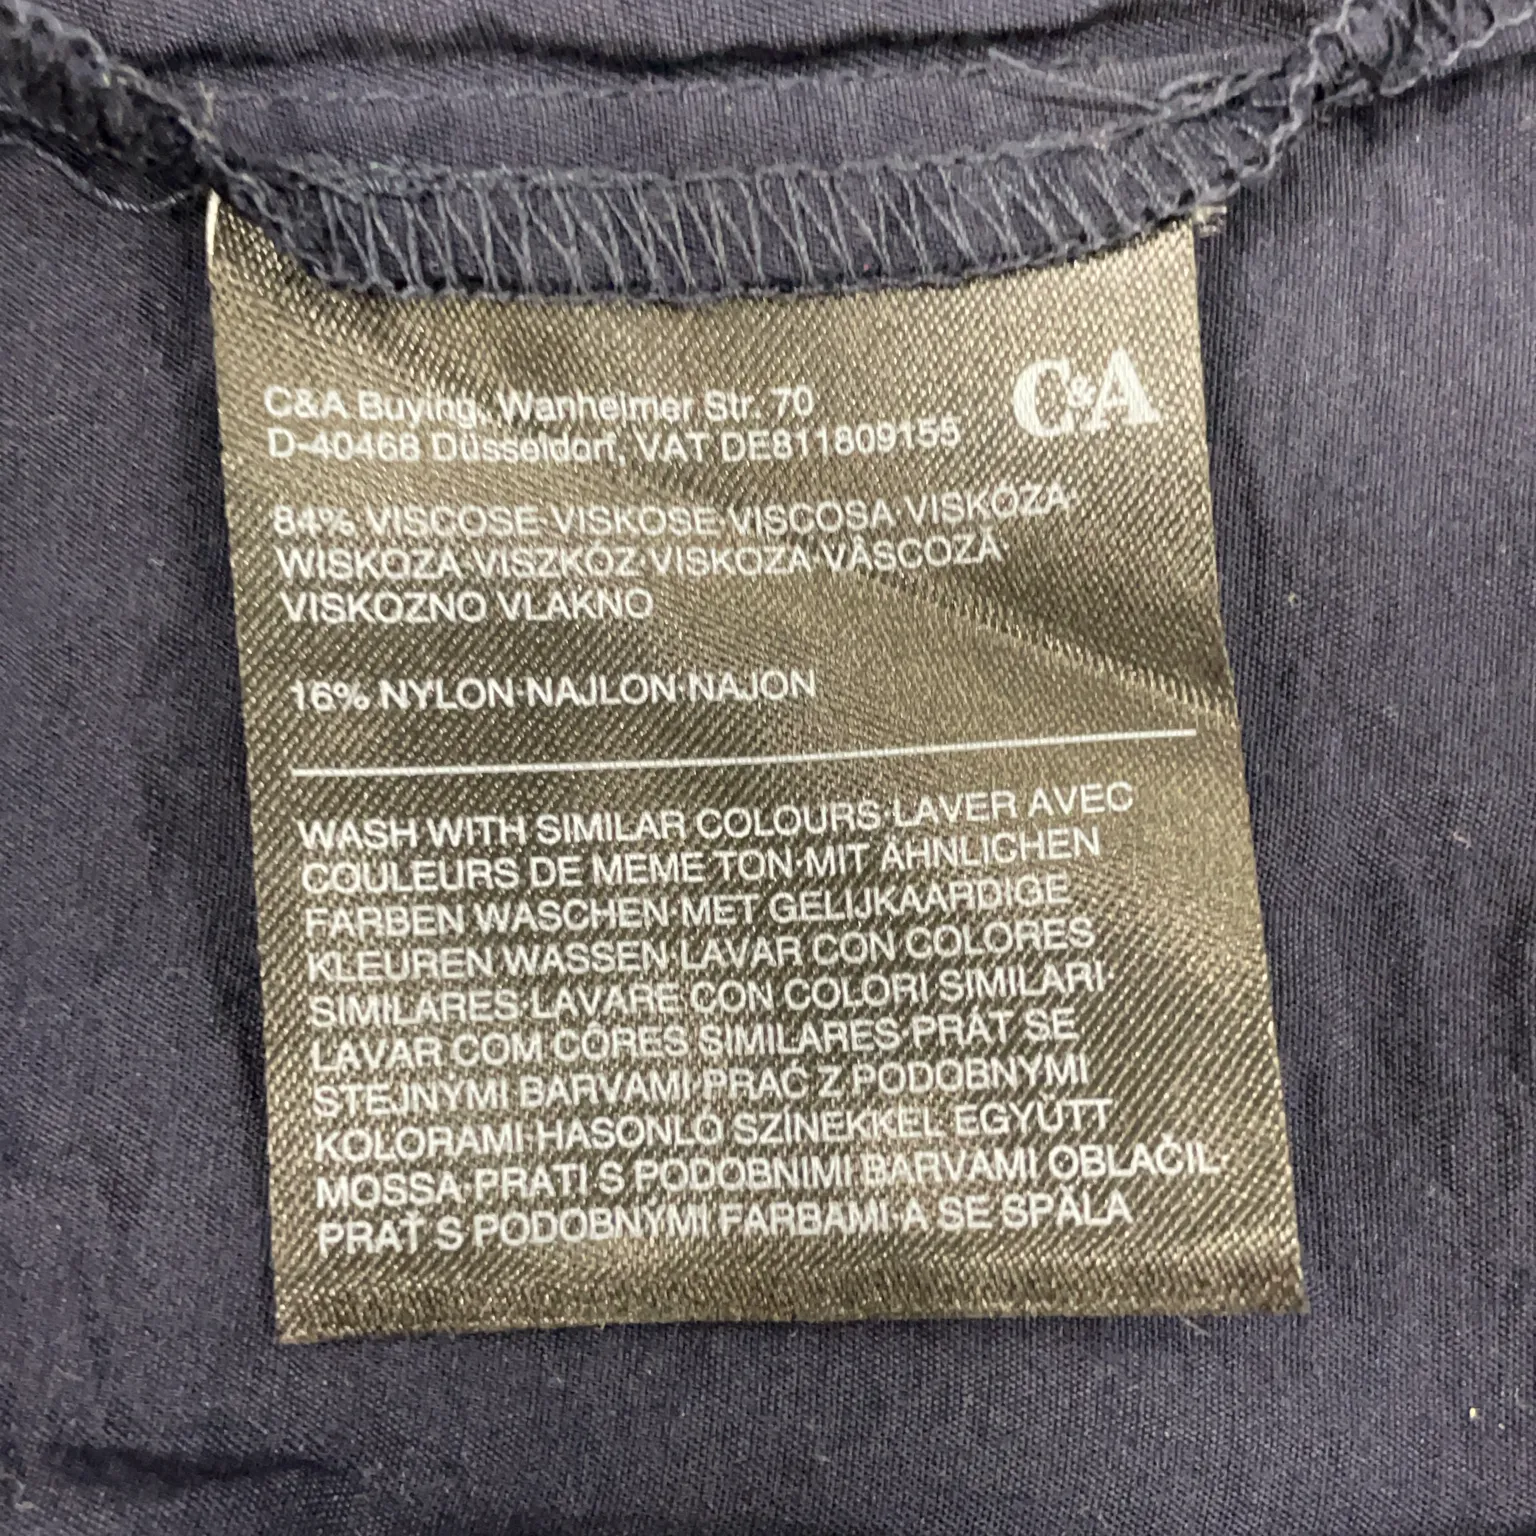 C&A Buying, Wanheimer Str. 70
D-40468 Düsseldorf, VAT DE811809155
C&A
84% VISCOSE·VISKOSE·VISCOSA VISKÓZA·
WISKOZA·VISZKÓZ·VISKOZA·VÂSCOZĂ·
VISKOZNO VLAKNO
16% NYLON·NAJLON·NAJON
WASH WITH SIMILAR COLOURS·LAVER AVEC
COULEURS DE MEME TON·MIT ÄHNLICHEN
FARBEN WASCHEN·MET GELIJKAARDIGE
KLEUREN WASSEN·LAVAR CON COLORES
SIMILARES·LAVARE CON COLORI SIMILARI·
LAVAR COM CÔRES SIMILARES·PRÁT SE
STEJNÝMI BARVAMI·PRAĆ Z PODOBNYMI
KOLORAMI·HASONLÓ SZÍNEKKEL EGYÜTT
MOSSA·PRATI S PODOBNIMI BARVAMI OBLAČIL·
PRAŤ S PODOBNÝMI FARBAMI·A SE SPĂLA